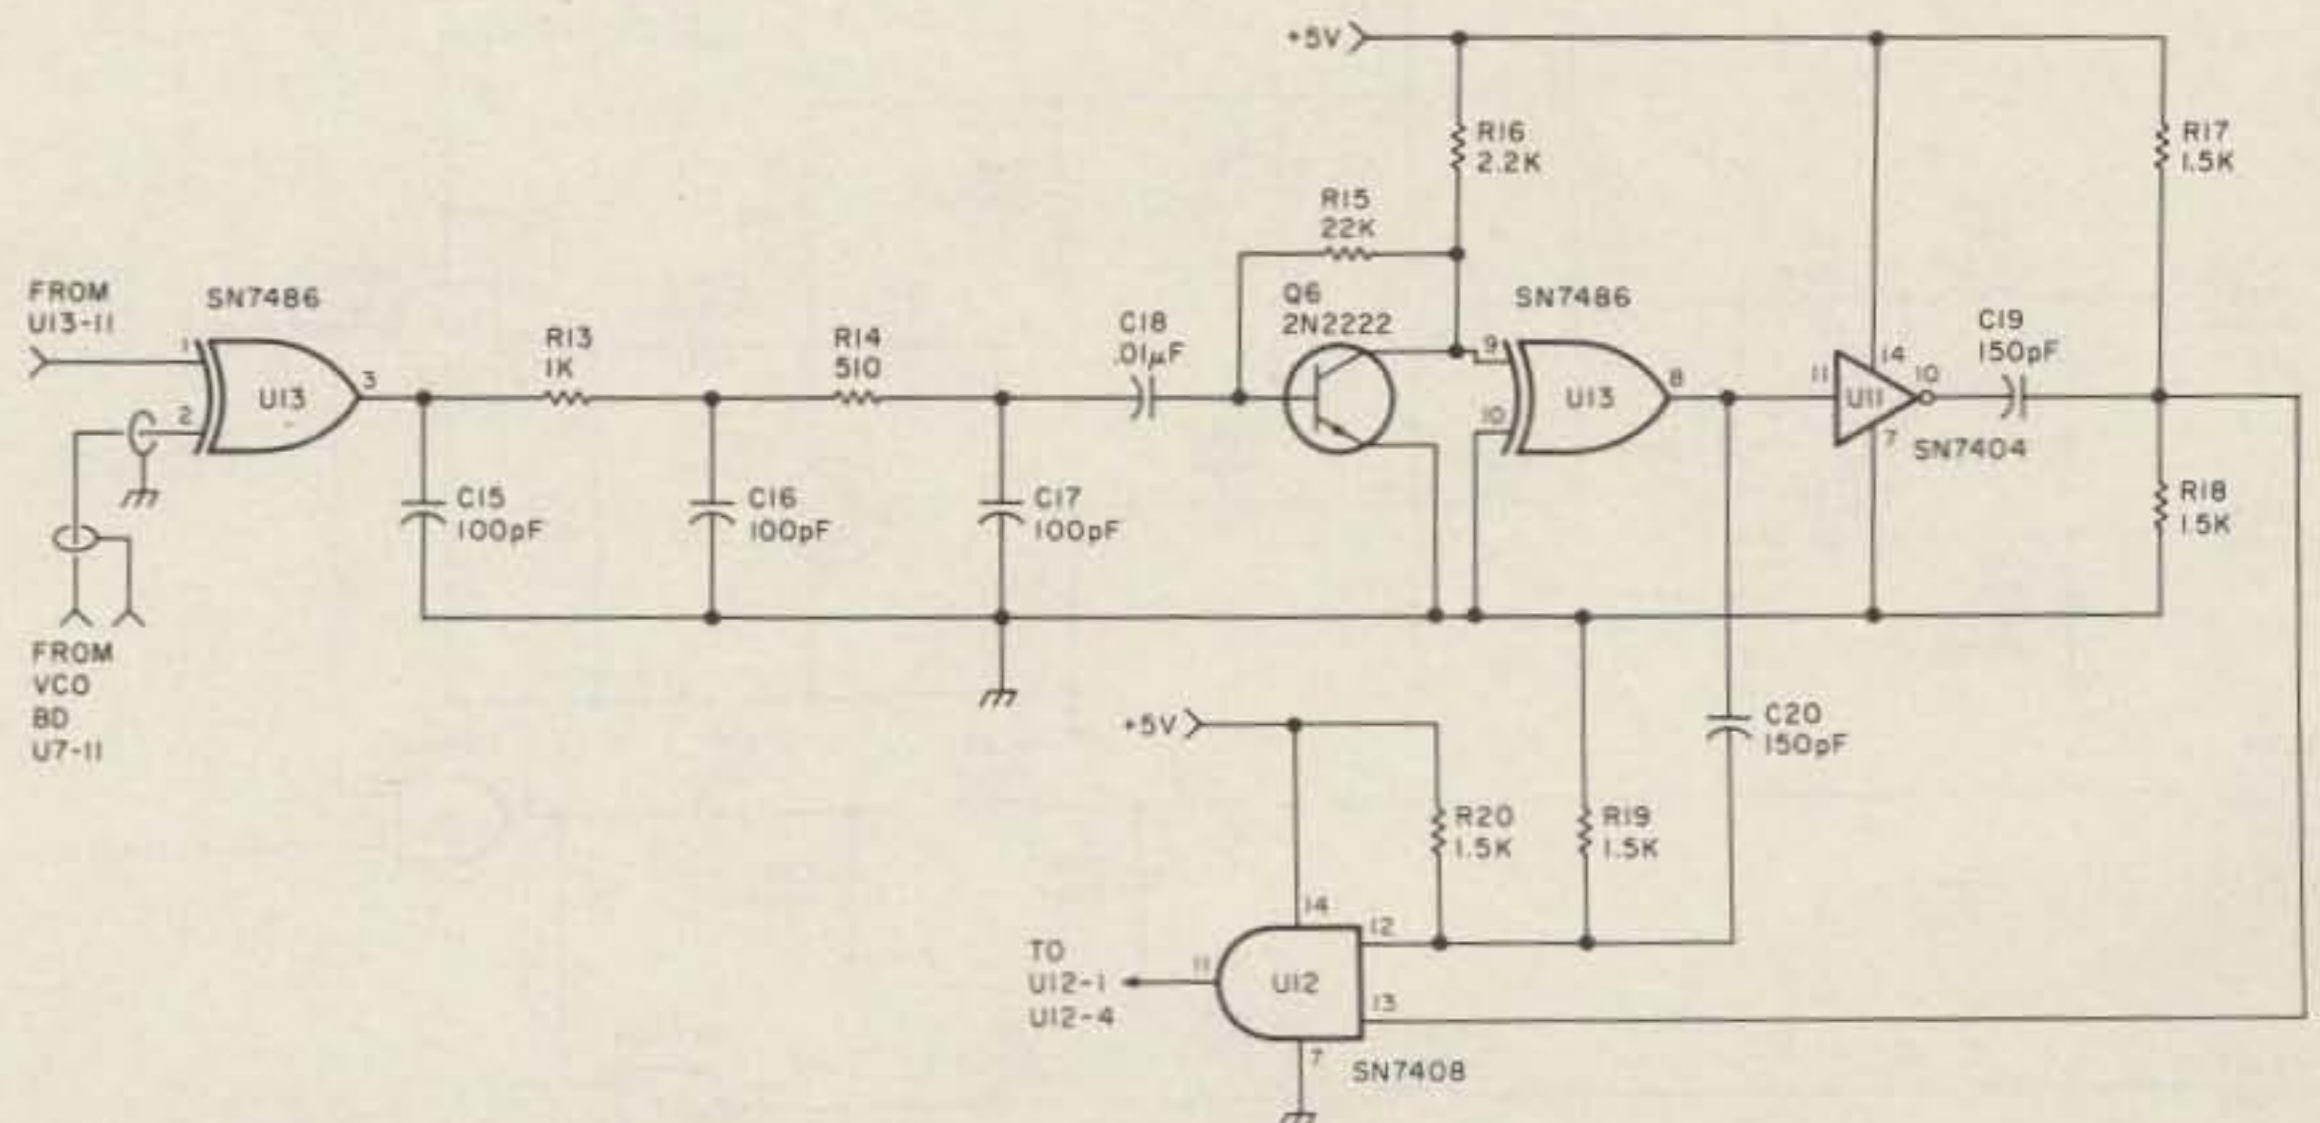 +5V
R16
2.2K
R17
1.5K
R15
22K
FROM
U13-11
SN7486
1
2
3
U13
R13
1K
R14
510
C18
.01µF
Q6
2N2222
SN7486
9
10
8
U13
11
14
10
U11
7
SN7404
C19
150pF
R18
1.5K
C15
100pF
C16
100pF
C17
100pF
FROM
VCO
BD
U7-11
+5V
C20
150pF
R20
1.5K
R19
1.5K
14
12
TO
U12-1
U12-4
11
U12
13
7
SN7408